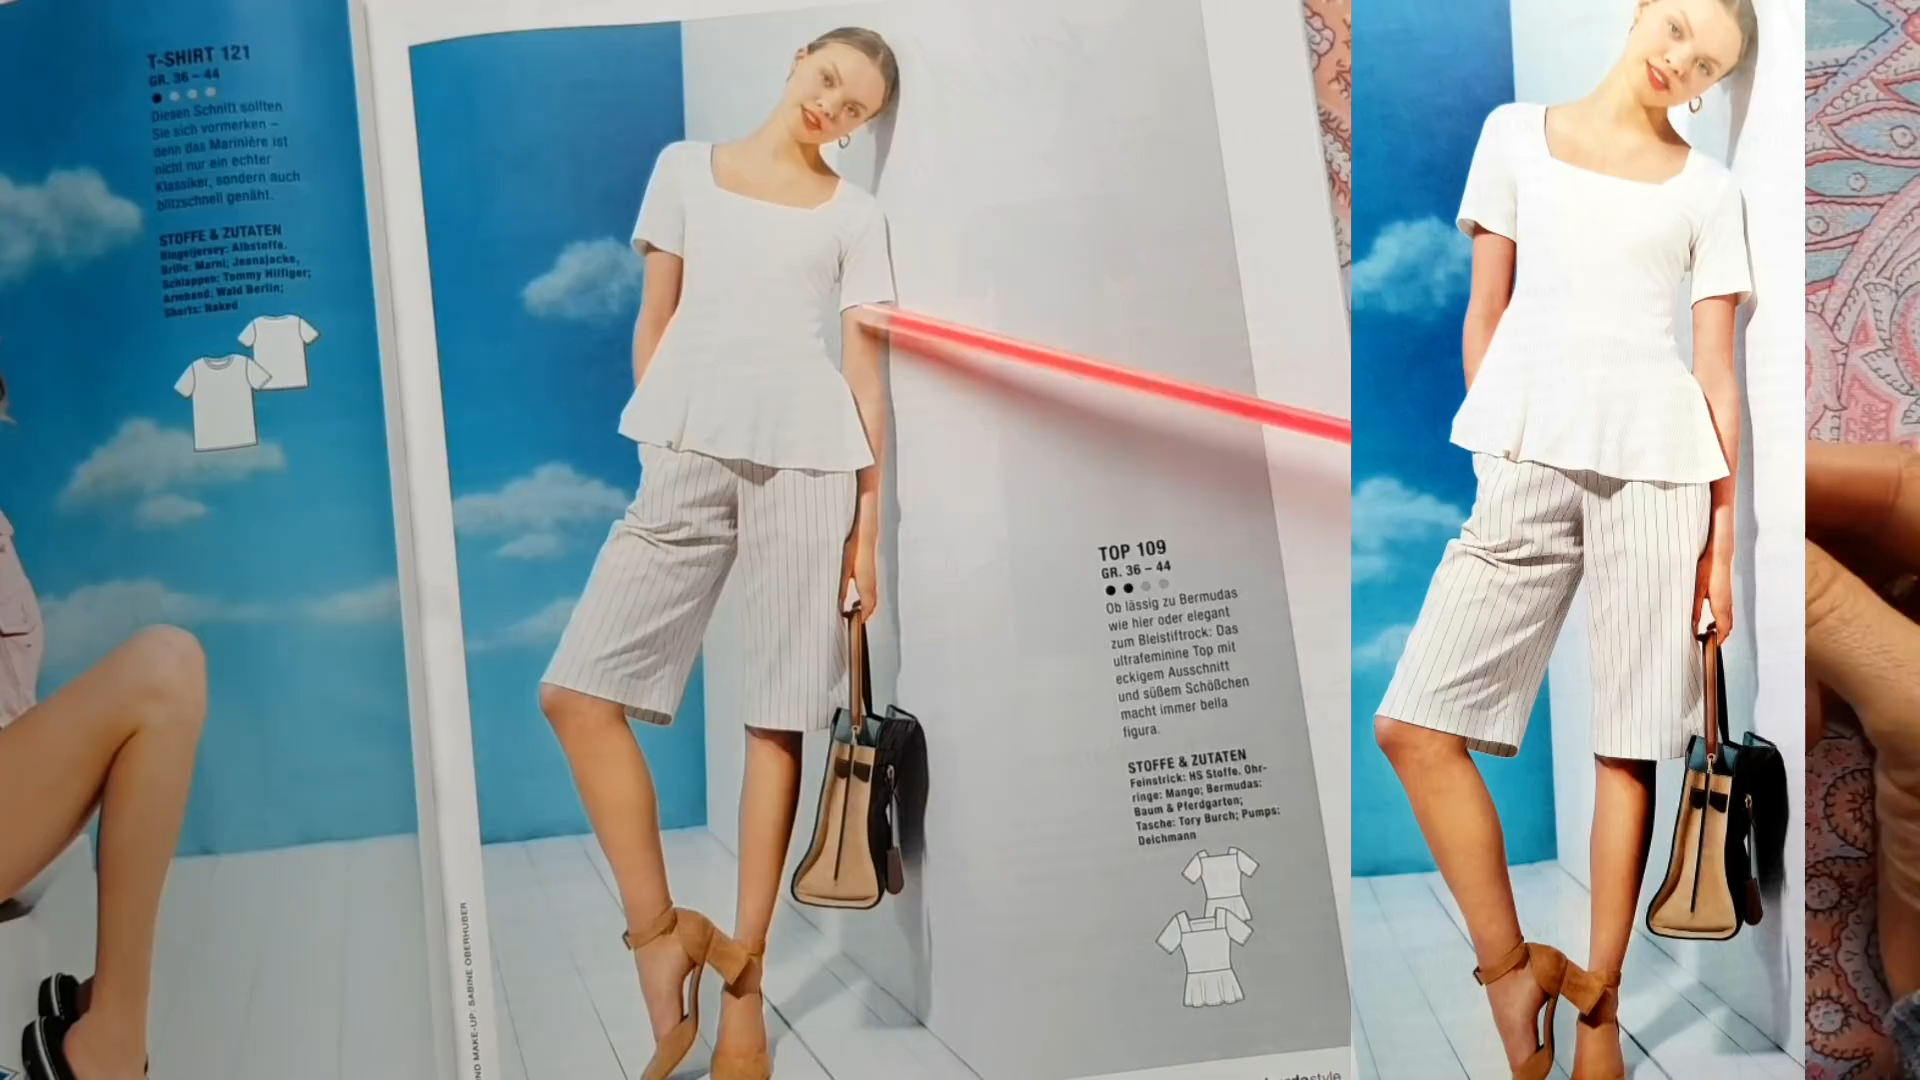 T-SHIRT 121
GR. 36 – 44
Diesen Schnitt sollten
Sie sich vormerken –
denn das Marinière ist
nicht nur ein echter
Klassiker, sondern auch
blitzschnell genäht.
STOFFE & ZUTATEN
Ringeljersey: Albstoffe.
Brille: Marni; Jeansjacke,
Schlappen: Tommy Hilfiger;
Armband: Wald Berlin;
Shorts: Naked
TOP 109
GR. 36 – 44
Ob lässig zu Bermudas
wie hier oder elegant
zum Bleistiftrock: Das
ultrafeminine Top mit
eckigem Ausschnitt
und süßem Schößchen
macht immer bella
figura.
STOFFE & ZUTATEN
Feinstrick: HS Stoffe. Ohr-
ringe: Mango; Bermudas:
Baum & Pferdgarten;
Tasche: Tory Burch; Pumps:
Deichmann
MAKE-UP: SABINE OBERHUBER
style